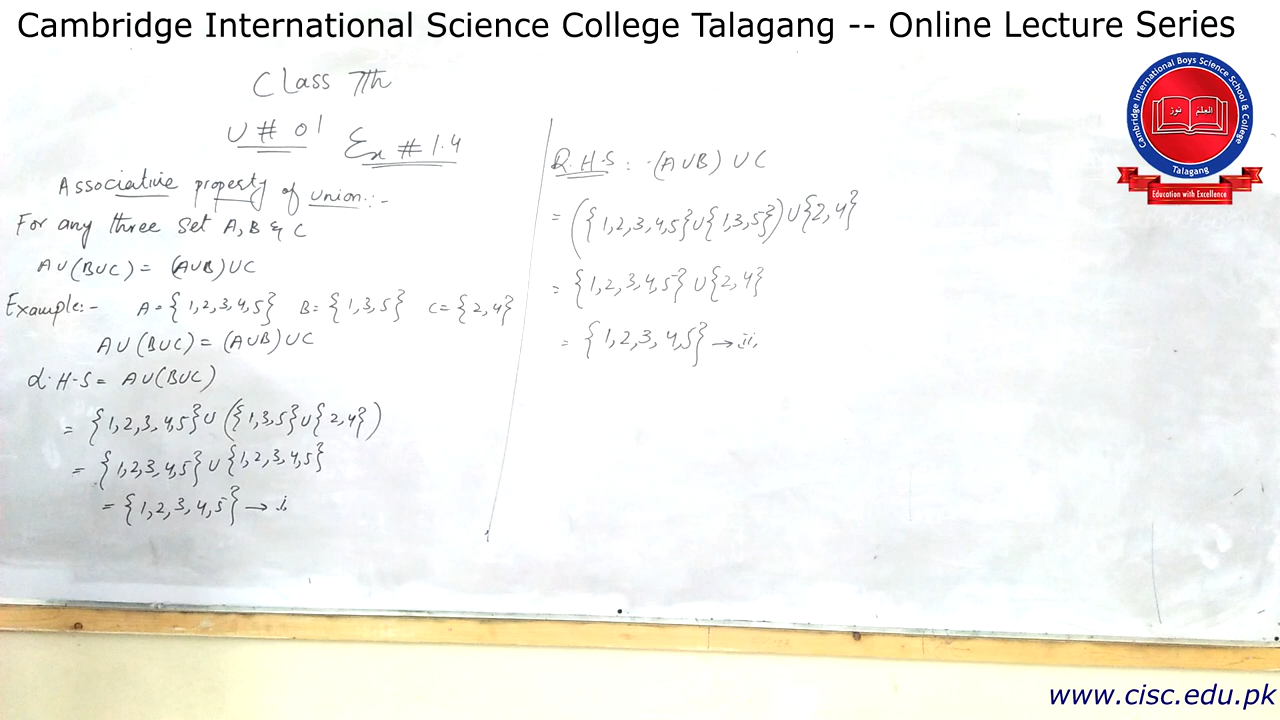 Cambridge International Science College Talagang -- Online Lecture Series
Class 7th
U # 01
Ex # 1.4
Associative property of union:-
For any three Set A, B & C
A∪(B∪C) = (A∪B)∪C
Example:- A={1,2,3,4,5} B={1,3,5} C={2,4}
A∪(B∪C) = (A∪B)∪C
L.H.S = A∪(B∪C)
= {1,2,3,4,5}∪({1,3,5}∪{2,4})
= {1,2,3,4,5}∪{1,2,3,4,5}
= {1,2,3,4,5} → i.
R.H.S: (A∪B)∪C
= ({1,2,3,4,5}∪{1,3,5})∪{2,4}
= {1,2,3,4,5}∪{2,4}
= {1,2,3,4,5} → ii.
Cambridge International Boys Science School & College
العلم نور
Talagang
Education with Excellence
www.cisc.edu.pk